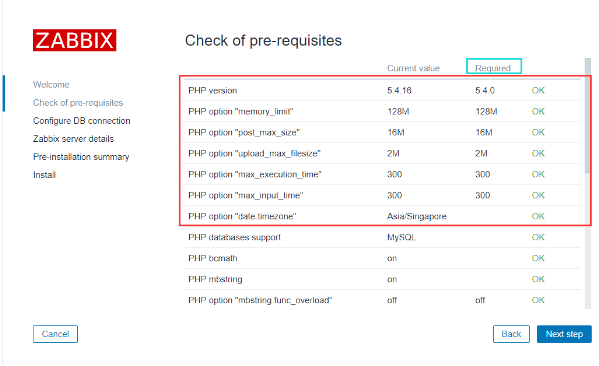 ZABBIX
Check of pre-requisites
Welcome
Check of pre-requisites
Configure DB connection
Zabbix server details
Pre-installation summary
Install
Current value Required
PHP version 5.4.16 5.4.0 OK
PHP option "memory_limit" 128M 128M OK
PHP option "post_max_size" 16M 16M OK
PHP option "upload_max_filesize" 2M 2M OK
PHP option "max_execution_time" 300 300 OK
PHP option "max_input_time" 300 300 OK
PHP option "date timezone" Asia/Singapore OK
PHP databases support MySQL OK
PHP bcmath on OK
PHP mbstring on OK
PHP option "mbstring func_overload" off off OK
Cancel Back Next step